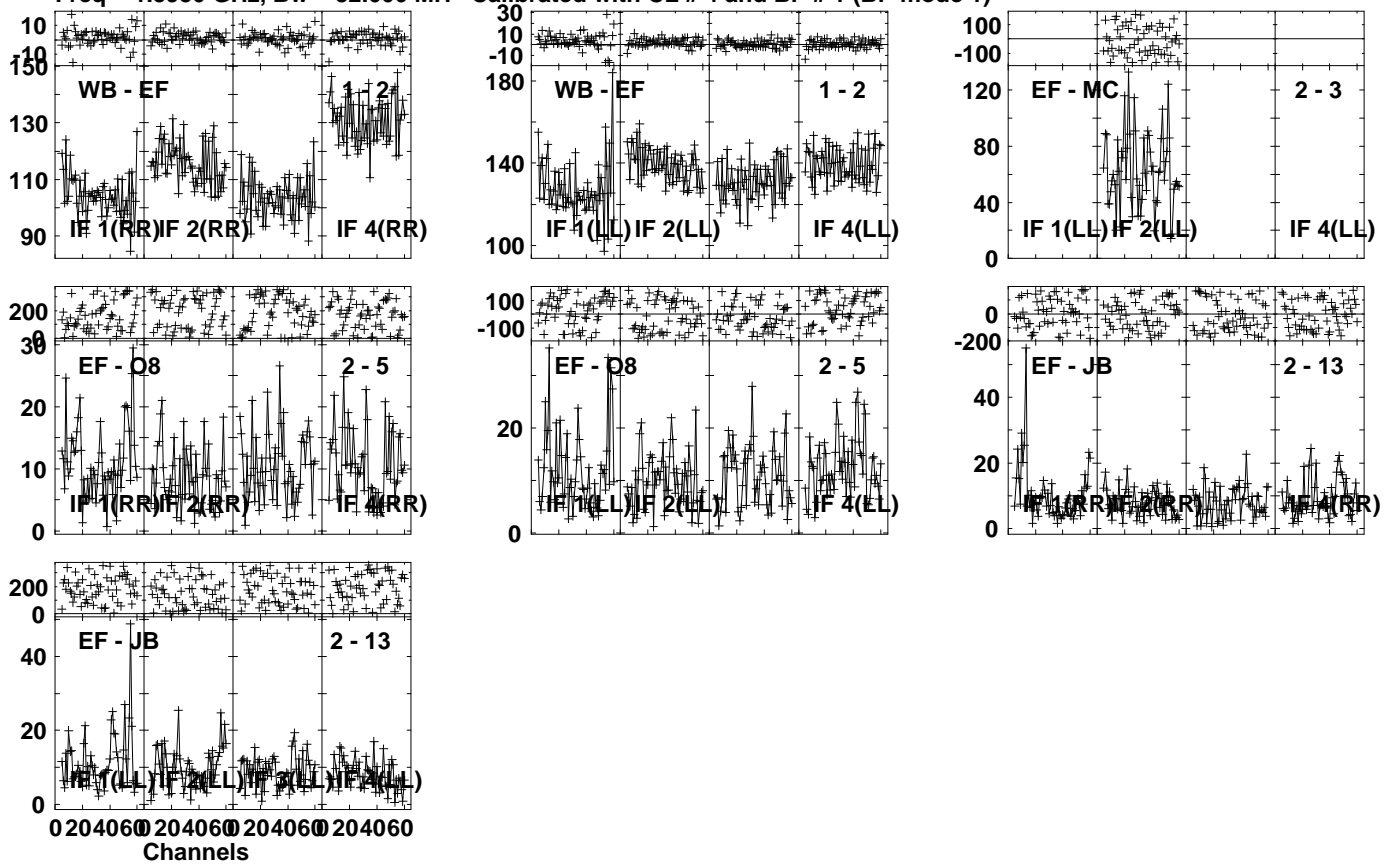 GHz, Bw = 32.000 MH Calibrated with CL # and BP # (BP mode 1)
10
-10
30
10
-10
100
-100
150
130
110
90
WB - EF
1 - 2
IF 1(RR)
IF 2(RR)
IF 4(RR)
180
140
100
WB - EF
1 - 2
IF 1(LL)
IF 2(LL)
IF 4(LL)
120
80
40
0
EF - MC
2 - 3
IF 1(LL)
IF 2(LL)
IF 4(LL)
200
0
100
-100
0
-200
30
20
10
0
EF - O8
2 - 5
IF 1(RR)
IF 2(RR)
IF 4(RR)
20
0
EF - O8
2 - 5
IF 1(LL)
IF 2(LL)
IF 4(LL)
40
20
0
EF - JB
2 - 13
IF 1(RR)
IF 2(RR)
IF 4(RR)
200
0
40
20
0
EF - JB
2 - 13
IF 1(LL)
IF 2(LL)
IF 3(LL)
IF 4(LL)
0 20 40 60 0 20 40 60 0 20 40 60 0 20 40 60
Channels